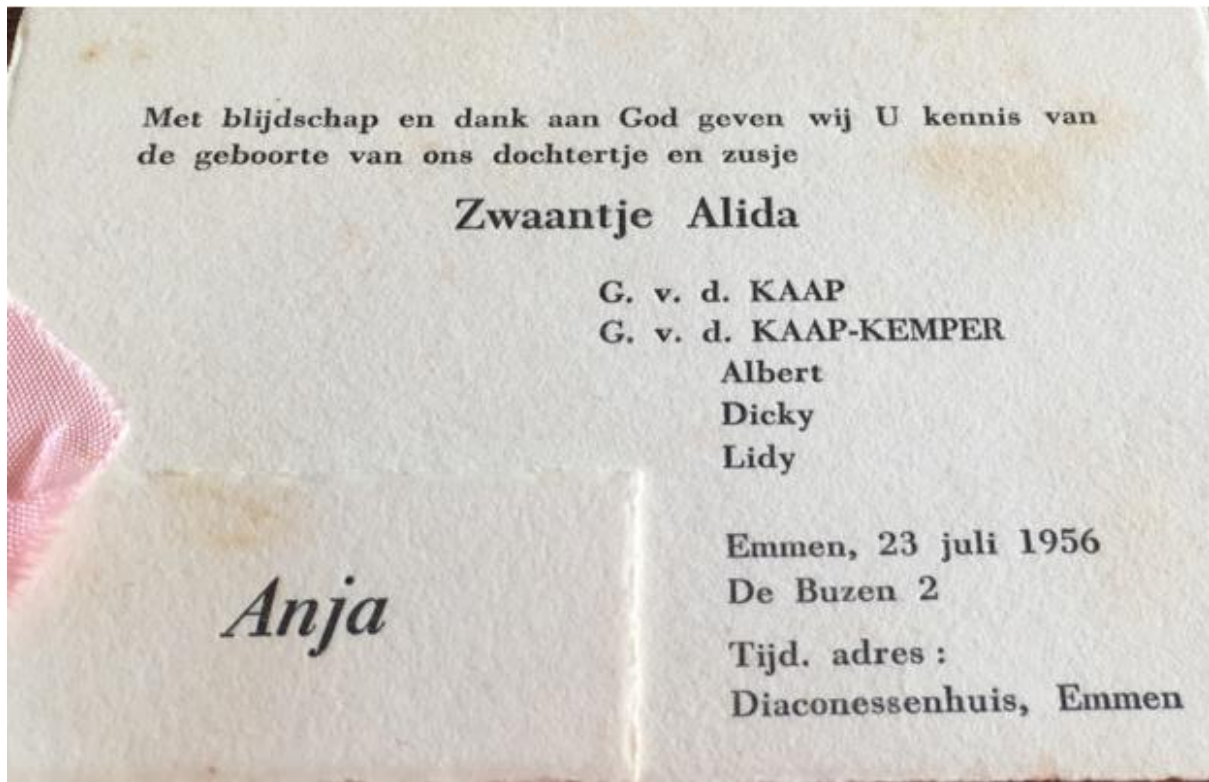 Met blijdschap en dank aan God geven wij U kennis van
de geboorte van ons dochtertje en zusje
Zwaantje Alida
G. v. d. KAAP
G. v. d. KAAP-KEMPER
Albert
Dicky
Lidy
Anja
Emmen, 23 juli 1956
De Buzen 2
Tijd. adres :
Diaconessenhuis, Emmen